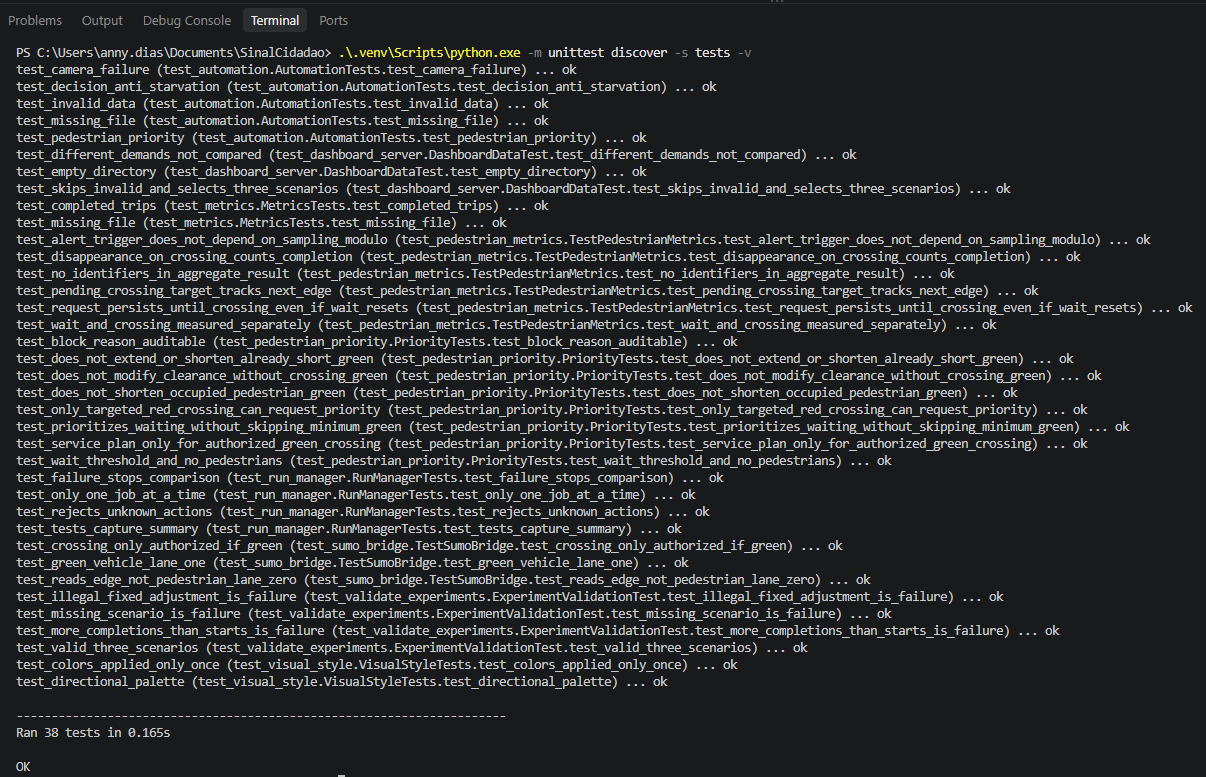 Problems Output Debug Console Terminal Ports
PS C:\Users\anny.dias\Documents\SinalCidadao> .\.venv\Scripts\python.exe -m unittest discover -s tests -v
test_camera_failure (test_automation.AutomationTests.test_camera_failure) ... ok
test_decision_anti_starvation (test_automation.AutomationTests.test_decision_anti_starvation) ... ok
test_invalid_data (test_automation.AutomationTests.test_invalid_data) ... ok
test_missing_file (test_automation.AutomationTests.test_missing_file) ... ok
test_pedestrian_priority (test_automation.AutomationTests.test_pedestrian_priority) ... ok
test_different_demands_not_compared (test_dashboard_server.DashboardDataTest.test_different_demands_not_compared) ... ok
test_empty_directory (test_dashboard_server.DashboardDataTest.test_empty_directory) ... ok
test_skips_invalid_and_selects_three_scenarios (test_dashboard_server.DashboardDataTest.test_skips_invalid_and_selects_three_scenarios) ... ok
test_completed_trips (test_metrics.MetricsTests.test_completed_trips) ... ok
test_missing_file (test_metrics.MetricsTests.test_missing_file) ... ok
test_alert_trigger_does_not_depend_on_sampling_modulo (test_pedestrian_metrics.TestPedestrianMetrics.test_alert_trigger_does_not_depend_on_sampling_modulo) ... ok
test_disappearance_on_crossing_counts_completion (test_pedestrian_metrics.TestPedestrianMetrics.test_disappearance_on_crossing_counts_completion) ... ok
test_no_identifiers_in_aggregate_result (test_pedestrian_metrics.TestPedestrianMetrics.test_no_identifiers_in_aggregate_result) ... ok
test_pending_crossing_target_tracks_next_edge (test_pedestrian_metrics.TestPedestrianMetrics.test_pending_crossing_target_tracks_next_edge) ... ok
test_request_persists_until_crossing_even_if_wait_resets (test_pedestrian_metrics.TestPedestrianMetrics.test_request_persists_until_crossing_even_if_wait_resets) ... ok
test_wait_and_crossing_measured_separately (test_pedestrian_metrics.TestPedestrianMetrics.test_wait_and_crossing_measured_separately) ... ok
test_block_reason_auditable (test_pedestrian_priority.PriorityTests.test_block_reason_auditable) ... ok
test_does_not_extend_or_shorten_already_short_green (test_pedestrian_priority.PriorityTests.test_does_not_extend_or_shorten_already_short_green) ... ok
test_does_not_modify_clearance_without_crossing_green (test_pedestrian_priority.PriorityTests.test_does_not_modify_clearance_without_crossing_green) ... ok
test_does_not_shorten_occupied_pedestrian_green (test_pedestrian_priority.PriorityTests.test_does_not_shorten_occupied_pedestrian_green) ... ok
test_only_targeted_red_crossing_can_request_priority (test_pedestrian_priority.PriorityTests.test_only_targeted_red_crossing_can_request_priority) ... ok
test_prioritizes_waiting_without_skipping_minimum_green (test_pedestrian_priority.PriorityTests.test_prioritizes_waiting_without_skipping_minimum_green) ... ok
test_service_plan_only_for_authorized_green_crossing (test_pedestrian_priority.PriorityTests.test_service_plan_only_for_authorized_green_crossing) ... ok
test_wait_threshold_and_no_pedestrians (test_pedestrian_priority.PriorityTests.test_wait_threshold_and_no_pedestrians) ... ok
test_failure_stops_comparison (test_run_manager.RunManagerTests.test_failure_stops_comparison) ... ok
test_only_one_job_at_a_time (test_run_manager.RunManagerTests.test_only_one_job_at_a_time) ... ok
test_rejects_unknown_actions (test_run_manager.RunManagerTests.test_rejects_unknown_actions) ... ok
test_tests_capture_summary (test_run_manager.RunManagerTests.test_tests_capture_summary) ... ok
test_crossing_only_authorized_if_green (test_sumo_bridge.TestSumoBridge.test_crossing_only_authorized_if_green) ... ok
test_green_vehicle_lane_one (test_sumo_bridge.TestSumoBridge.test_green_vehicle_lane_one) ... ok
test_reads_edge_not_pedestrian_lane_zero (test_sumo_bridge.TestSumoBridge.test_reads_edge_not_pedestrian_lane_zero) ... ok
test_illegal_fixed_adjustment_is_failure (test_validate_experiments.ExperimentValidationTest.test_illegal_fixed_adjustment_is_failure) ... ok
test_missing_scenario_is_failure (test_validate_experiments.ExperimentValidationTest.test_missing_scenario_is_failure) ... ok
test_more_completions_than_starts_is_failure (test_validate_experiments.ExperimentValidationTest.test_more_completions_than_starts_is_failure) ... ok
test_valid_three_scenarios (test_validate_experiments.ExperimentValidationTest.test_valid_three_scenarios) ... ok
test_colors_applied_only_once (test_visual_style.VisualStyleTests.test_colors_applied_only_once) ... ok
test_directional_palette (test_visual_style.VisualStyleTests.test_directional_palette) ... ok
----------------------------------------------------------------------
Ran 38 tests in 0.165s
OK